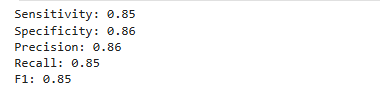 Sensitivity: 0.85
Specificity: 0.86
Precision: 0.86
Recall: 0.85
F1: 0.85